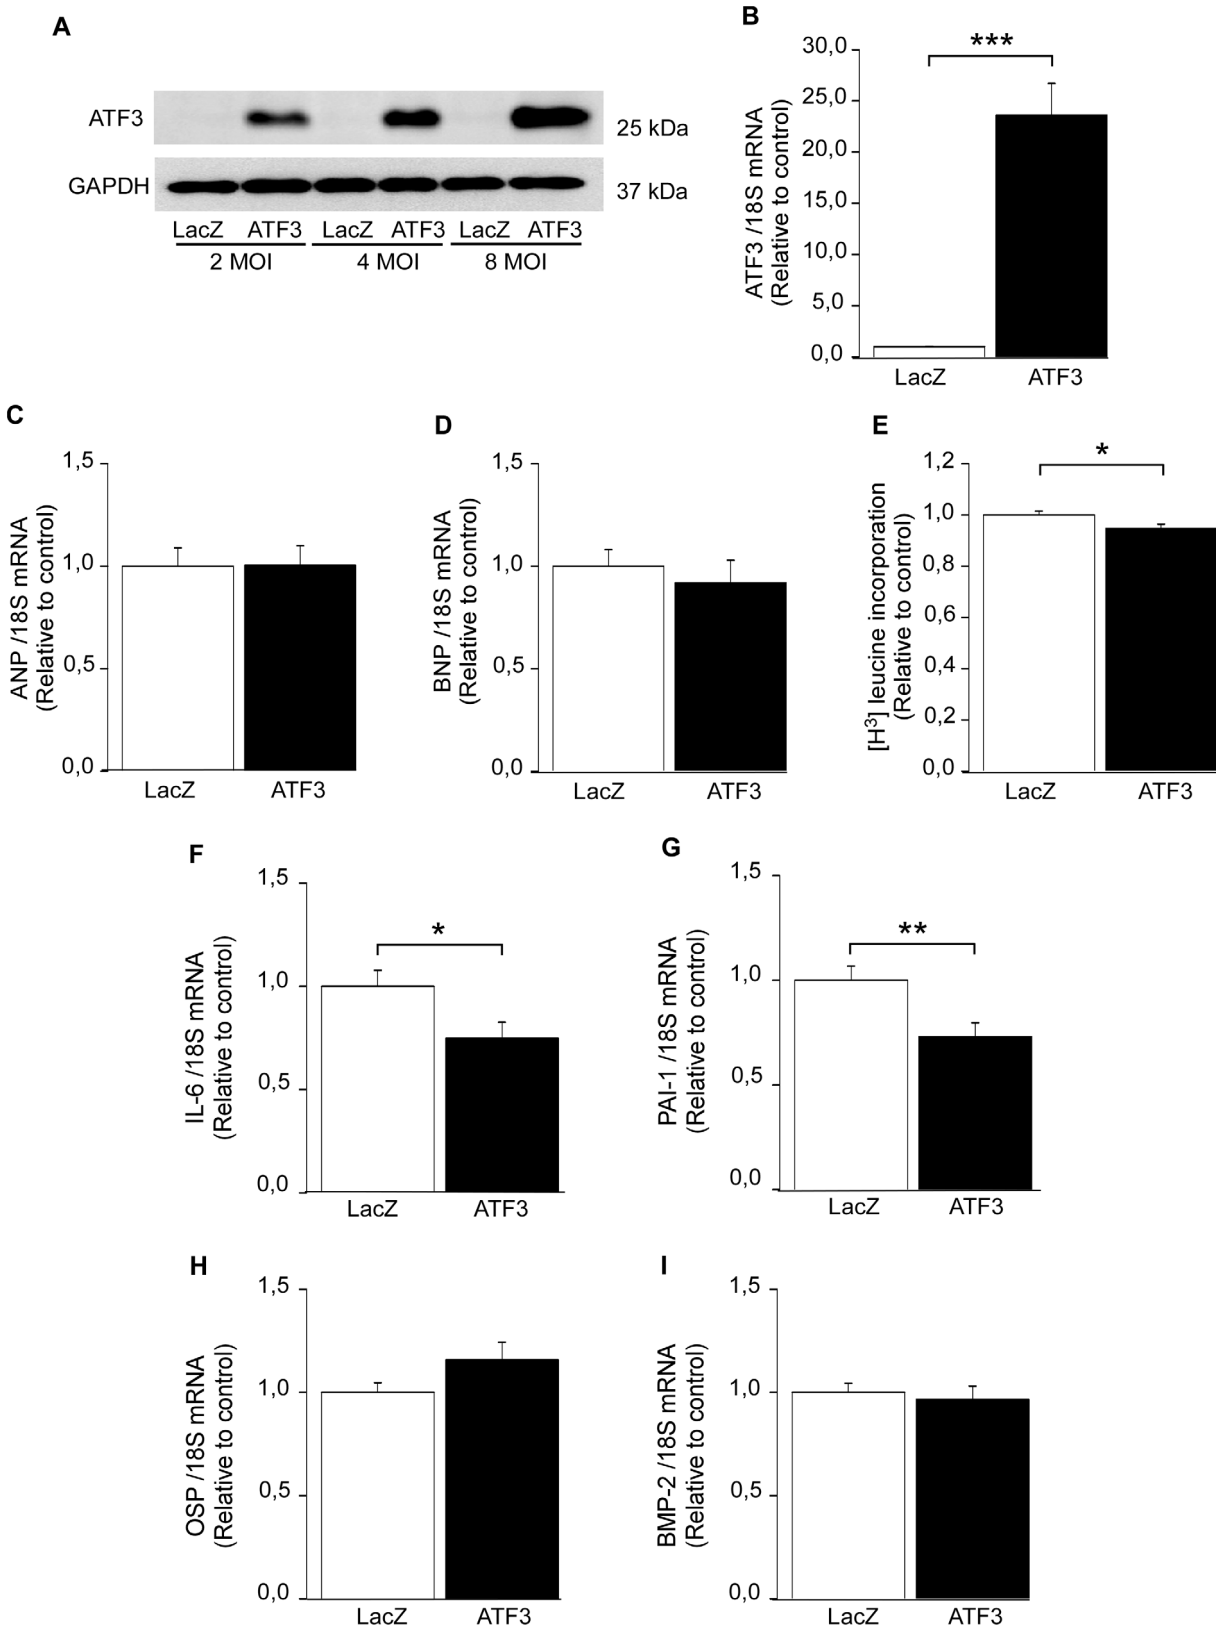 A
ATF3
25 kDa
GAPDH
37 kDa
LacZ ATF3 LacZ ATF3 LacZ ATF3
2 MOI 4 MOI 8 MOI
B
ATF3 /18S mRNA
(Relative to control)
30,0
25,0
20,0
15,0
10,0
5,0
0,0
***
LacZ ATF3
C
ANP /18S mRNA
(Relative to control)
1,5
1,0
0,5
0,0
LacZ ATF3
D
BNP /18S mRNA
(Relative to control)
1,5
1,0
0,5
0,0
LacZ ATF3
E
[H³] leucine incorporation
(Relative to control)
1,2
1,0
0,8
0,6
0,4
0,2
0,0
*
LacZ ATF3
F
IL-6 /18S mRNA
(Relative to control)
1,5
1,0
0,5
0,0
*
LacZ ATF3
G
PAI-1 /18S mRNA
(Relative to control)
1,5
1,0
0,5
0,0
**
LacZ ATF3
H
OSP /18S mRNA
(Relative to control)
1,5
1,0
0,5
0,0
LacZ ATF3
I
BMP-2 /18S mRNA
(Relative to control)
1,5
1,0
0,5
0,0
LacZ ATF3